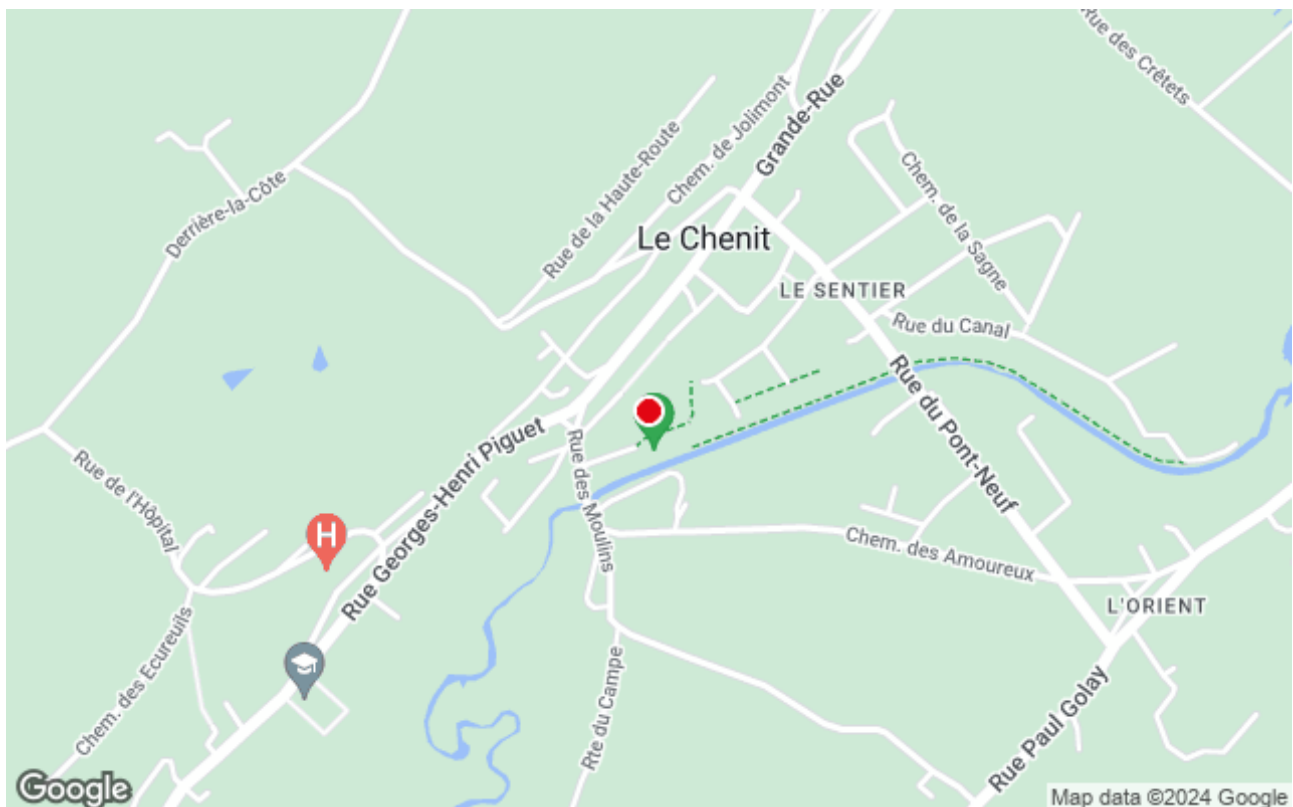 Rue des Crêtets
Grande-Rue
Chem. de Jolimont
Rue de la Haute-Route
Chem. de la Sagne
Derrière-la-Côte
Le Chenit
LE SENTIER
Rue du Canal
Rue du Pont-Neuf
Rue Georges-Henri Piguet
Rue des Moulins
Rue de l'Hôpital
H
Chem. des Amoureux
L'ORIENT
Chem. des Ecureuils
Rte du Campe
Rue Paul Golay
Google
Map data ©2024 Google